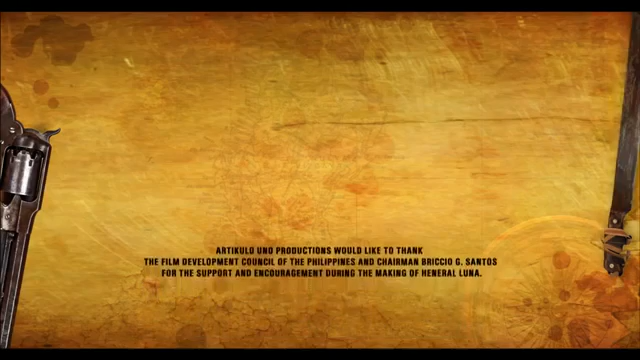 ARTIKULO UNO PRODUCTIONS WOULD LIKE TO THANK
THE FILM DEVELOPMENT COUNCIL OF THE PHILIPPINES AND CHAIRMAN BRICCIO G. SANTOS
FOR THE SUPPORT AND ENCOURAGEMENT DURING THE MAKING OF HENERAL LUNA.